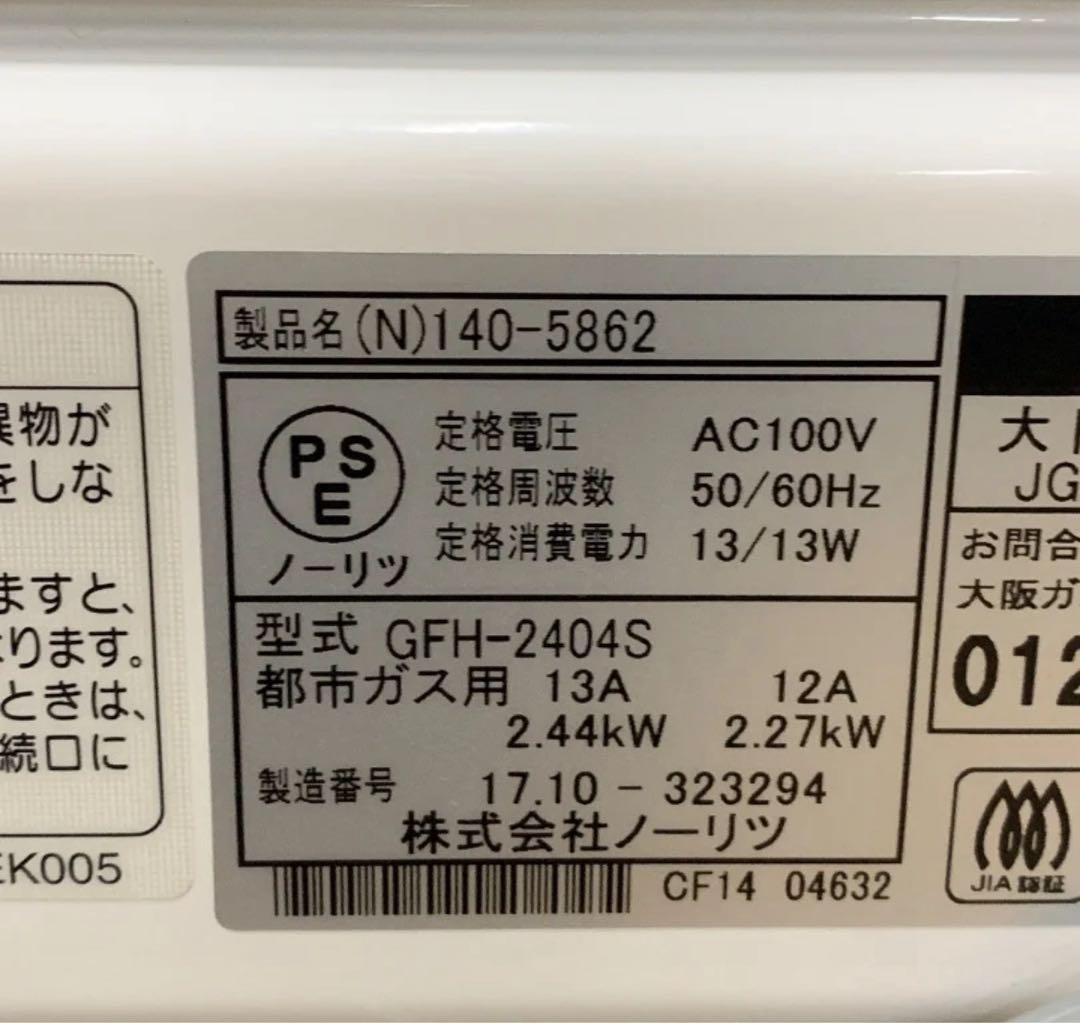 物が
をしな
ますと、
ります。
ときは、
続口に
EK005
製品名(N)140-5862
PSE
ノーリツ
定格電圧 AC100V
定格周波数 50/60Hz
定格消費電力 13/13W
型式 GFH-2404S
都市ガス用 13A 12A
2.44kW 2.27kW
製造番号 17.10 - 323294
株式会社ノーリツ
CF14 04632
大
JG
お問合
大阪ガ
012
JIA 認証